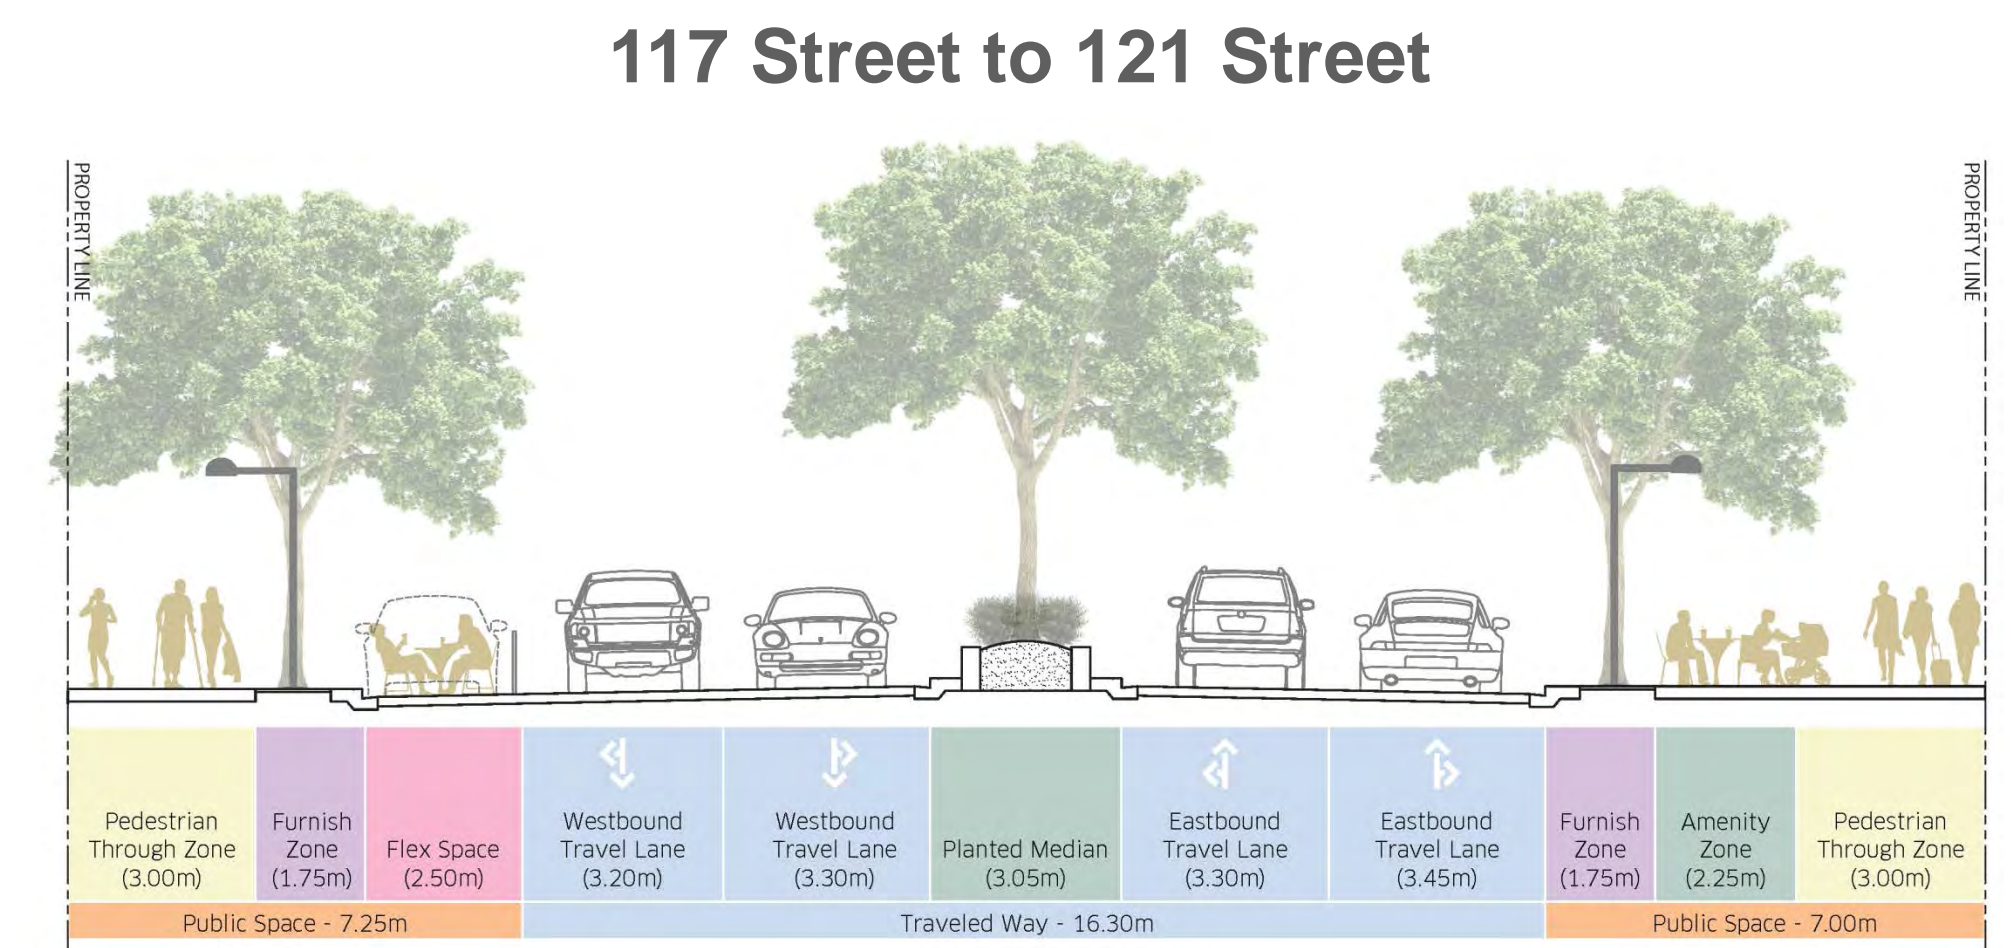 117 Street to 121 Street
PROPERTY LINE
PROPERTY LINE
Pedestrian
Through Zone
(3.00m)
Furnish
Zone
(1.75m)
Flex Space
(2.50m)
Westbound
Travel Lane
(3.20m)
Westbound
Travel Lane
(3.30m)
Planted Median
(3.05m)
Eastbound
Travel Lane
(3.30m)
Eastbound
Travel Lane
(3.45m)
Furnish
Zone
(1.75m)
Amenity
Zone
(2.25m)
Pedestrian
Through Zone
(3.00m)
Public Space - 7.25m
Traveled Way - 16.30m
Public Space - 7.00m